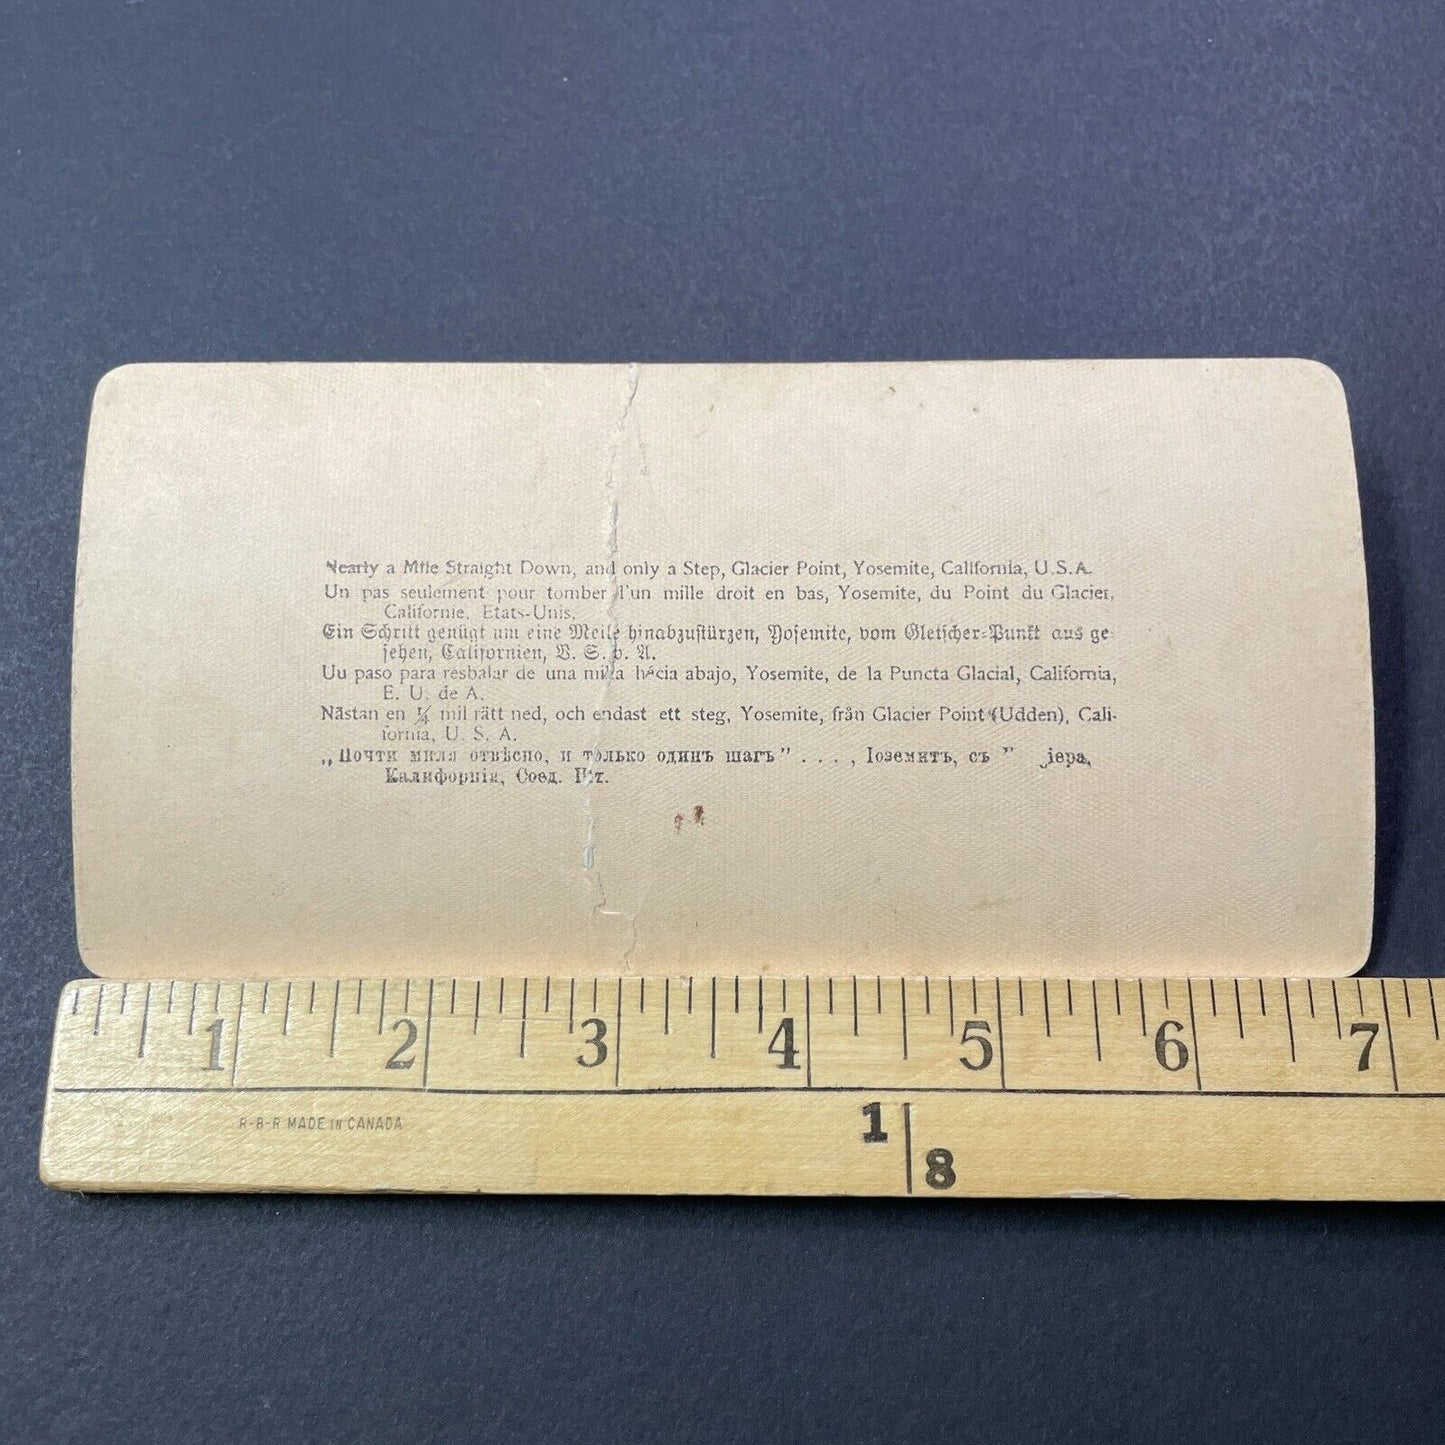 Nearly a Mile Straight Down, and only a Step, Glacier Point, Yosemite, California, U.S.A.
Un pas seulement pour tomber d'un mille droit en bas, Yosemite, du Point du Glacier,
Californie, Etats-Unis.
Ein Schritt genügt um eine Meile hinabzustürzen, Yosemite, vom Gletscher-Punkt aus ge-
sehen, Californien, V. S. v. A.
Uu paso para resbalar de una milla hácia abajo, Yosemite, de la Puncta Glacial, California,
E. U. de A.
Nästan en ¼ mil rätt ned, och endast ett steg, Yosemite, från Glacier Point (Udden), Cali-
fornia, U. S. A.
„Почти миля отвѣсно, и только одинъ шагъ" . . . . , Іоземитъ, съ
Калифорнія, Соед. Шт.
1 2 3 4 5 6 7
R-B-R MADE IN CANADA
1
8